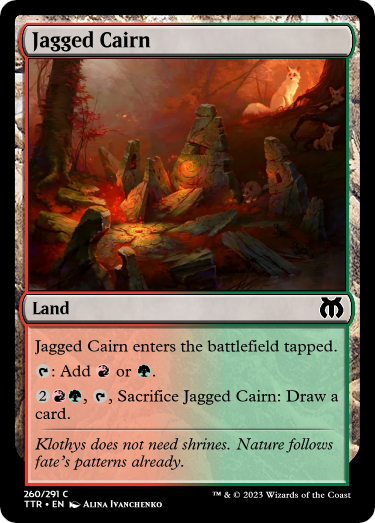 Jagged Cairn
Land
Jagged Cairn enters the battlefield tapped.
: Add or .
2 , , Sacrifice Jagged Cairn: Draw a
card.
Klothys does not need shrines. Nature follows
fate's patterns already.
260/291 C
TTR • EN Alina Ivanchenko
™ & © 2023 Wizards of the Coast